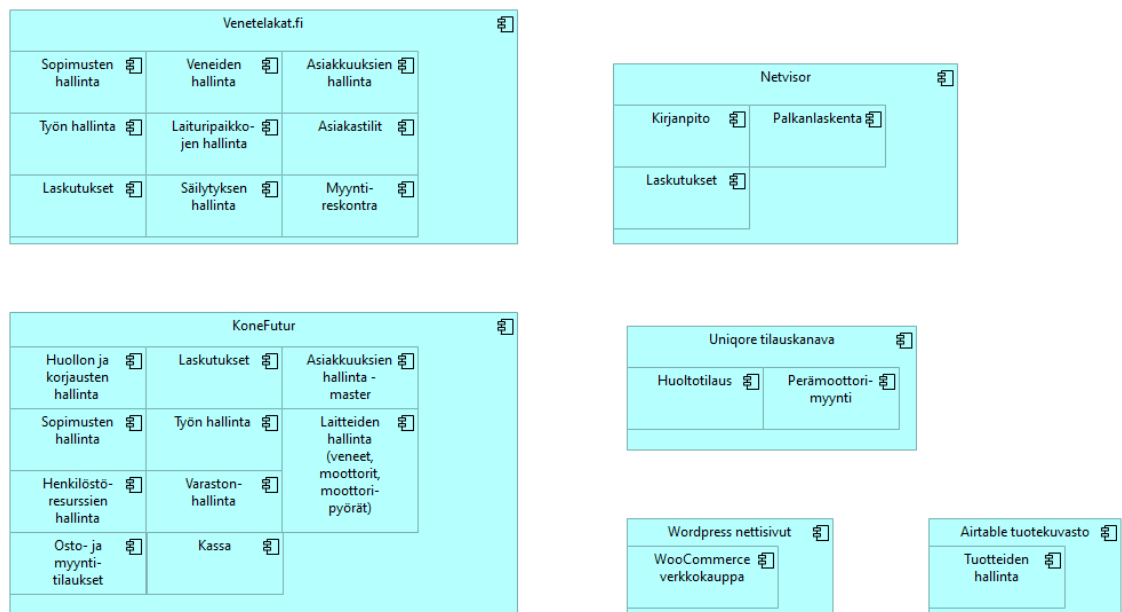 Venetelakat.fi
Sopimusten
hallinta
Veneiden
hallinta
Asiakkuuksien
hallinta
Työn hallinta
Laituripaikko-
jen hallinta
Asiakastilit
Laskutukset
Säilytyksen
hallinta
Myynti-
reskontra
Netvisor
Kirjanpito
Palkanlaskenta
Laskutukset
KoneFutur
Huollon ja
korjausten
hallinta
Laskutukset
Asiakkuuksien
hallinta -
master
Sopimusten
hallinta
Työn hallinta
Laitteiden
hallinta
(veneet,
moottorit,
moottori-
pyörät)
Henkilöstö-
resurssien
hallinta
Varaston-
hallinta
Osto- ja
myynti-
tilaukset
Kassa
Uniqore tilauskanava
Huoltotilaus
Perämoottori-
myynti
Wordpress nettisivut
WooCommerce
verkkokauppa
Airtable tuotekuvasto
Tuotteiden
hallinta